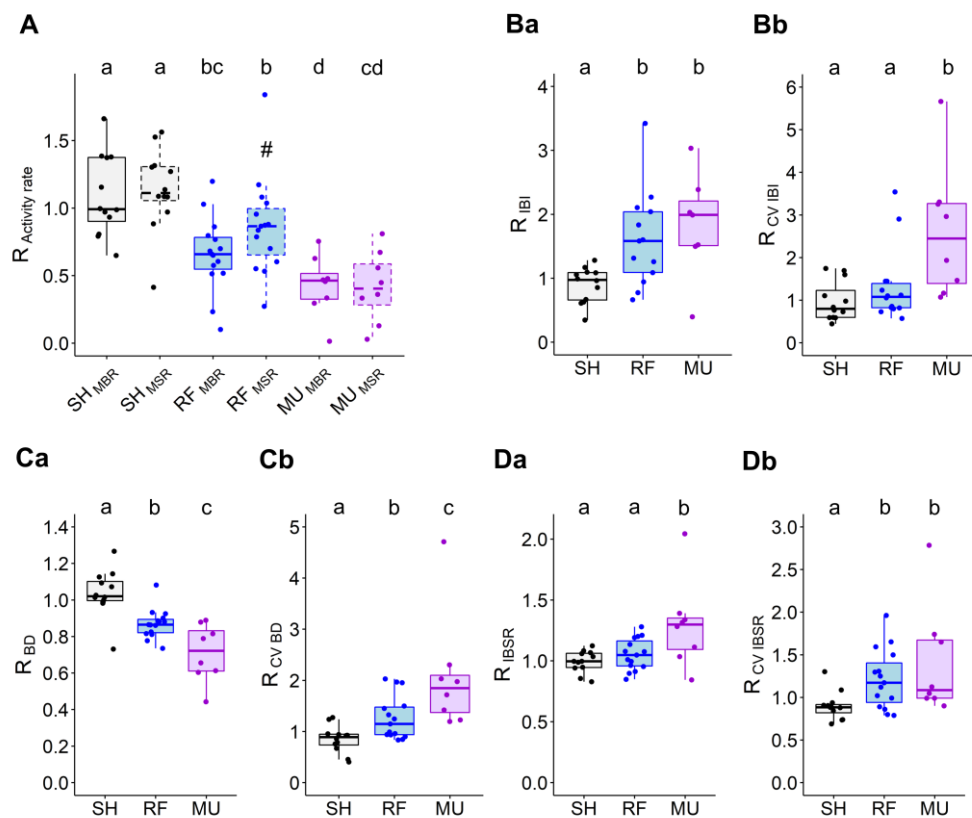 A
a a bc b d cd
#
R Activity rate
1.5
1.0
0.5
0.0
SH MBR SH MSR RF MBR RF MSR MU MBR MU MSR
Ba
a b b
R IBI
4
3
2
1
0
SH RF MU
Bb
a a b
R CV IBI
6
5
4
3
2
1
0
SH RF MU
Ca
a b c
R BD
1.4
1.2
1.0
0.8
0.6
0.4
0.2
0.0
SH RF MU
Cb
a b c
R CV BD
5
4
3
2
1
0
SH RF MU
Da
a a b
R IBSR
2.0
1.5
1.0
0.5
0.0
SH RF MU
Db
a b b
R CV IBSR
3.0
2.5
2.0
1.5
1.0
0.5
0.0
SH RF MU